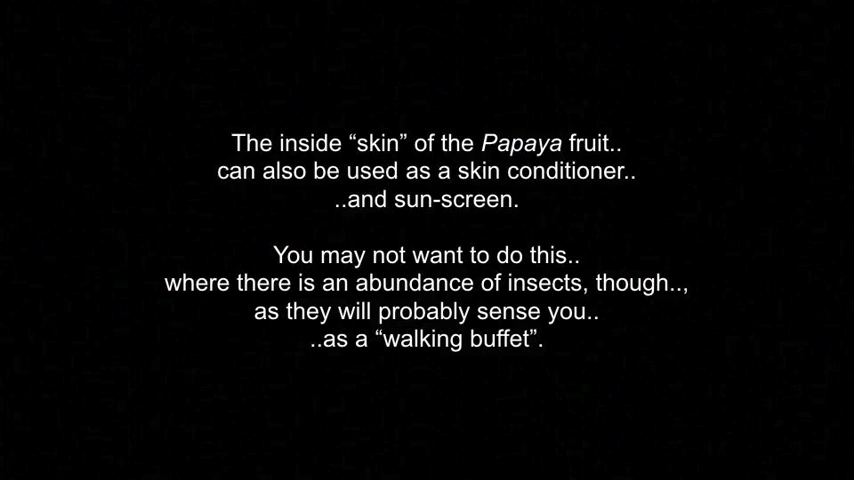 The inside “skin” of the Papaya fruit..
can also be used as a skin conditioner..
..and sun-screen.
You may not want to do this..
where there is an abundance of insects, though..,
as they will probably sense you..
..as a “walking buffet”.